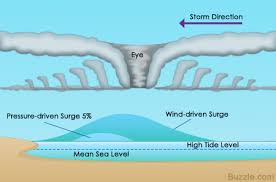 Storm Direction
Eye
Pressure-driven Surge 5%
Wind-driven Surge
High Tide Level
Mean Sea Level
Buzzle.com